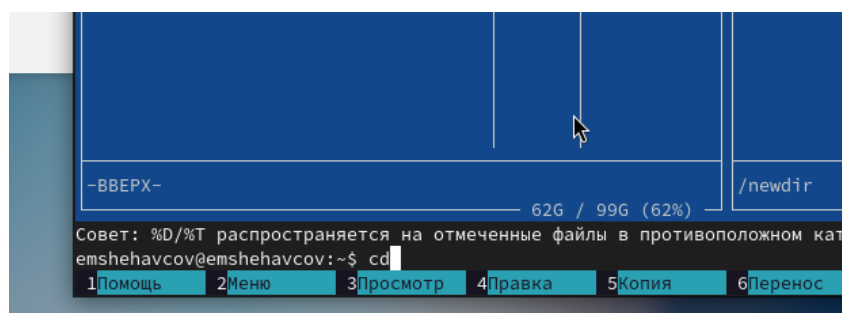 -ВВЕРХ-
/newdir
62G / 99G (62%)
Совет: %D/%T распространяется на отмеченные файлы в противоположном кат
emshehavcov@emshehavcov:~$ cd
1Помощь 2Меню 3Просмотр 4Правка 5Копия 6Перенос